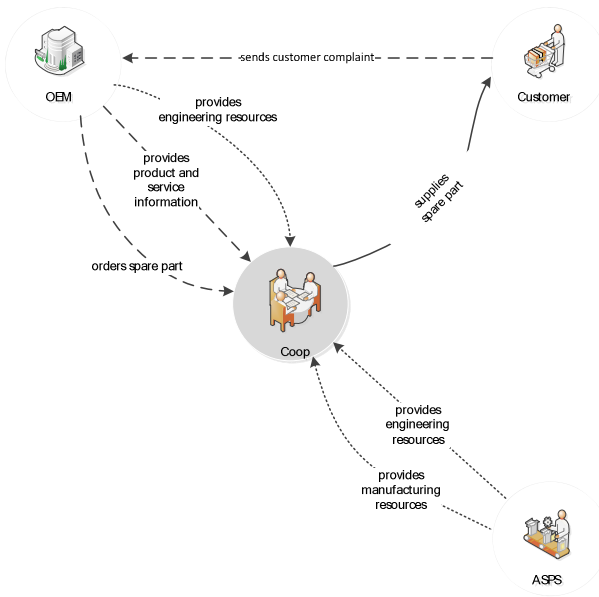 sends customer complaint
OEM
Customer
provides
engineering resources
provides
product and
service
information
supplies
spare part
orders spare part
Coop
provides
engineering
resources
provides
manufacturing
resources
ASPS